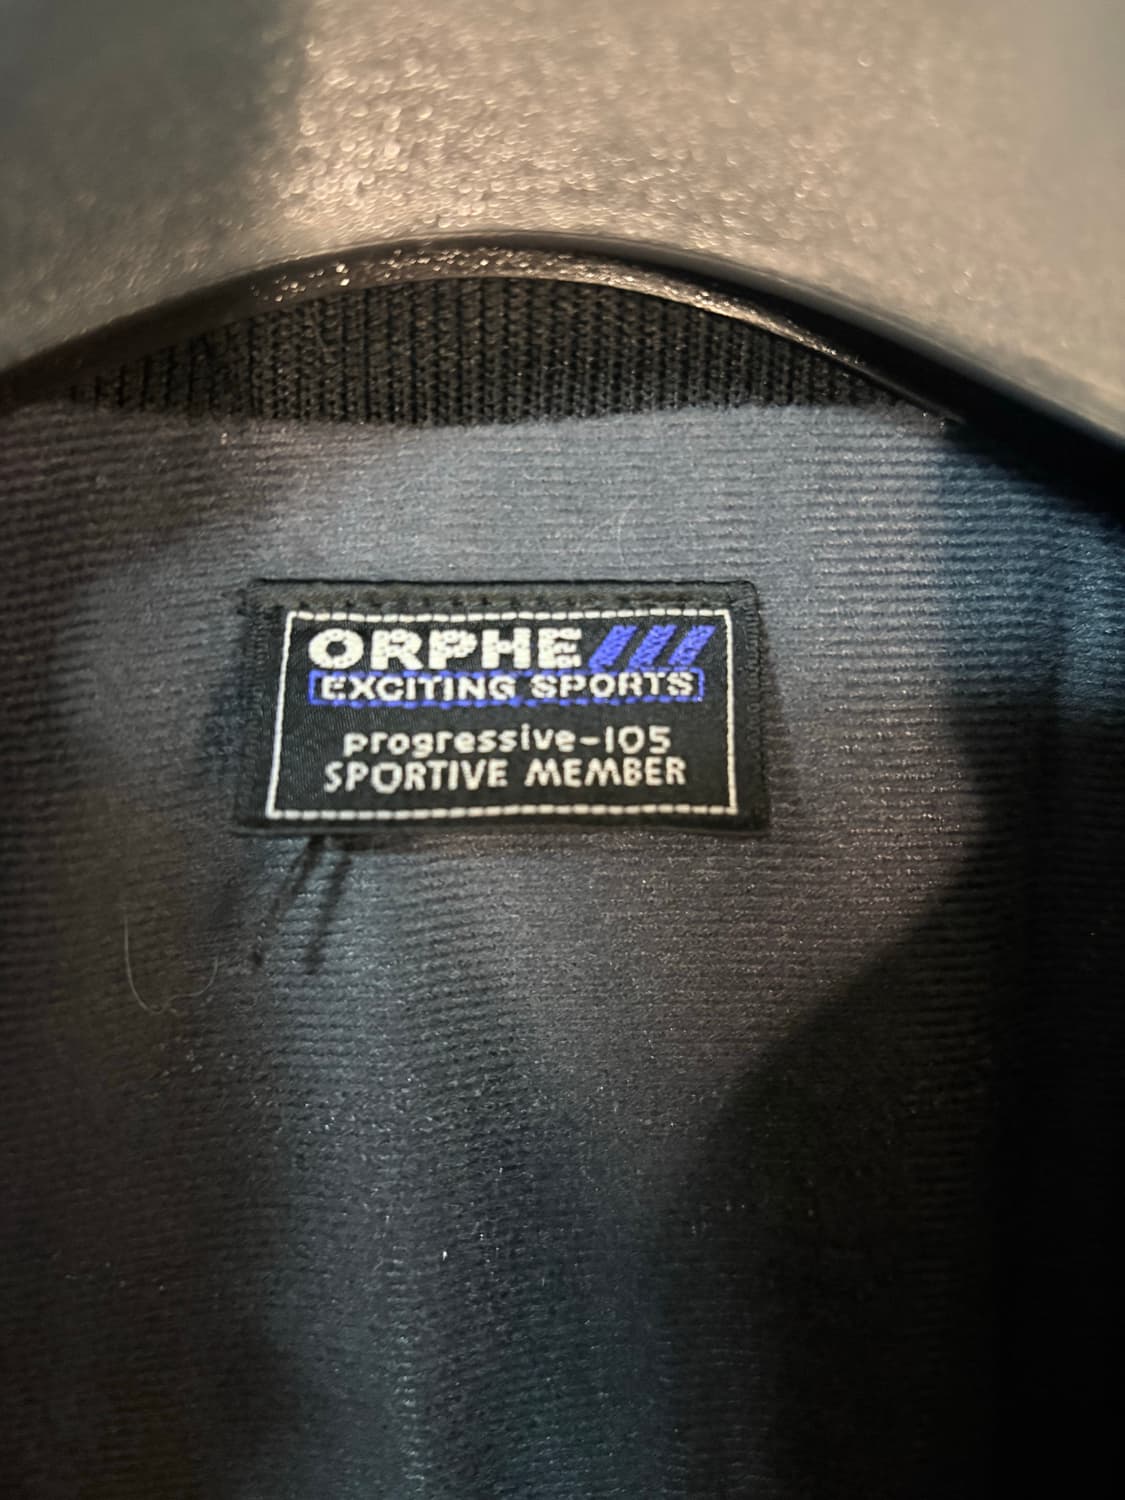 ORPHE
EXCITING SPORTS
progressive-105
SPORTIVE MEMBER